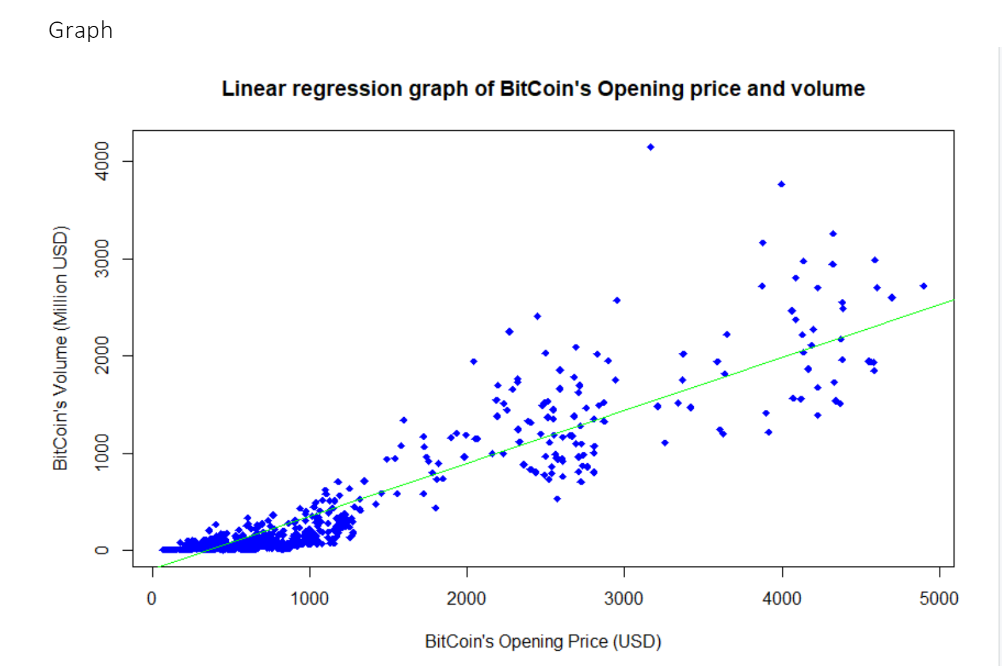 Graph
Linear regression graph of BitCoin's Opening price and volume
BitCoin's Volume (Million USD)
4000
3000
2000
1000
0
0 1000 2000 3000 4000 5000
BitCoin's Opening Price (USD)